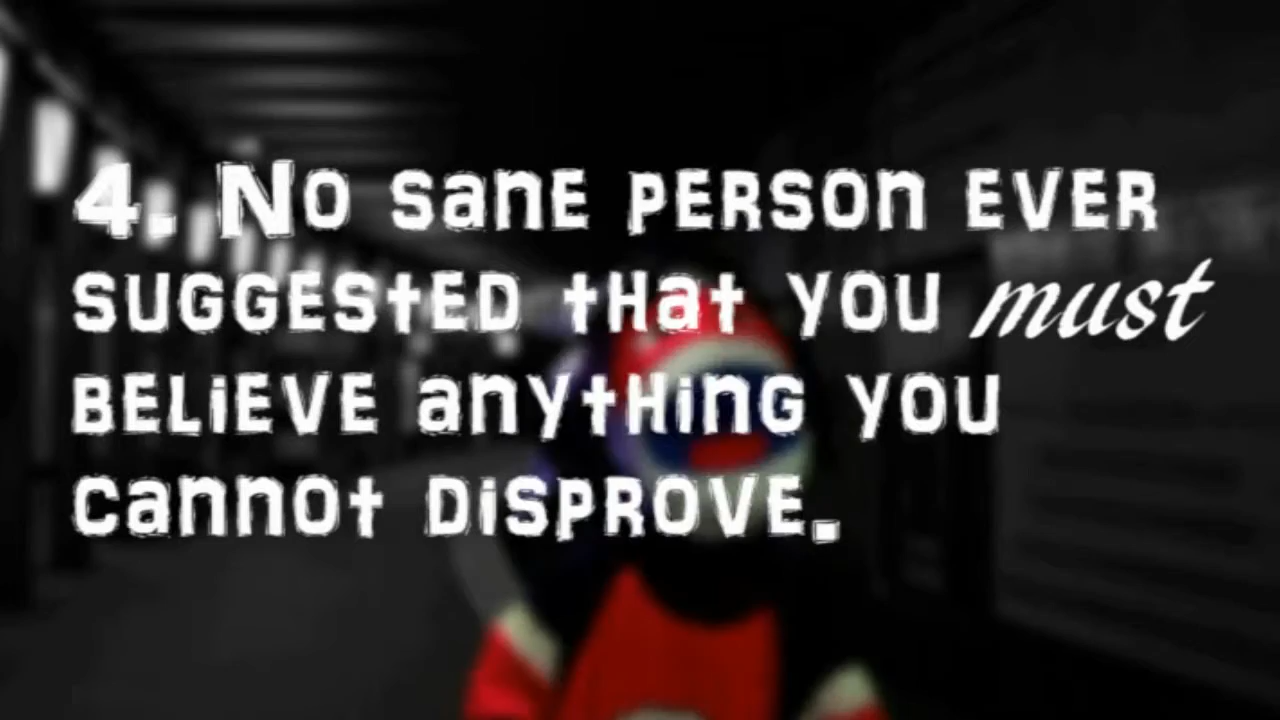 4. No sane person ever
suggested that you must
believe anything you
cannot disprove.